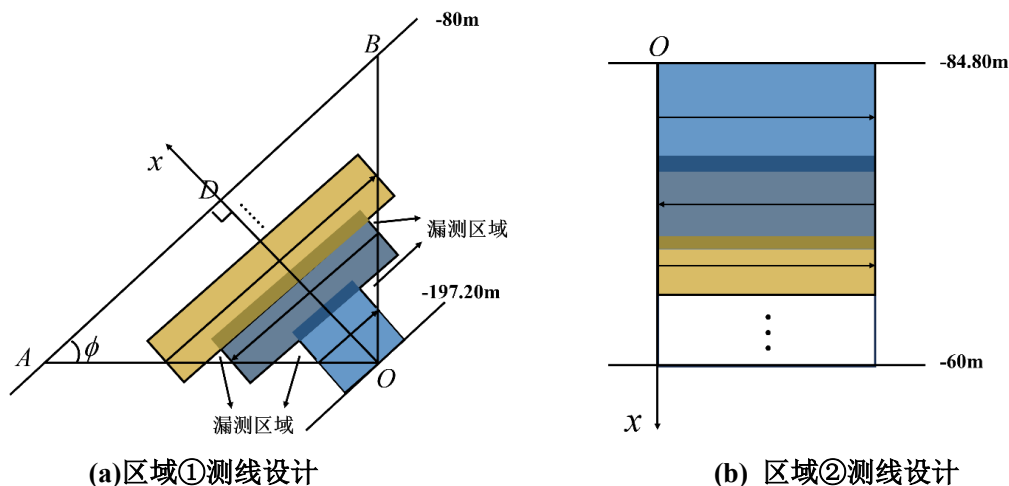 -80m
B
x
D
......
漏测区域
-197.20m
A
ϕ
O
漏测区域
(a)区域①测线设计
O
-84.80m
-60m
x
(b) 区域②测线设计